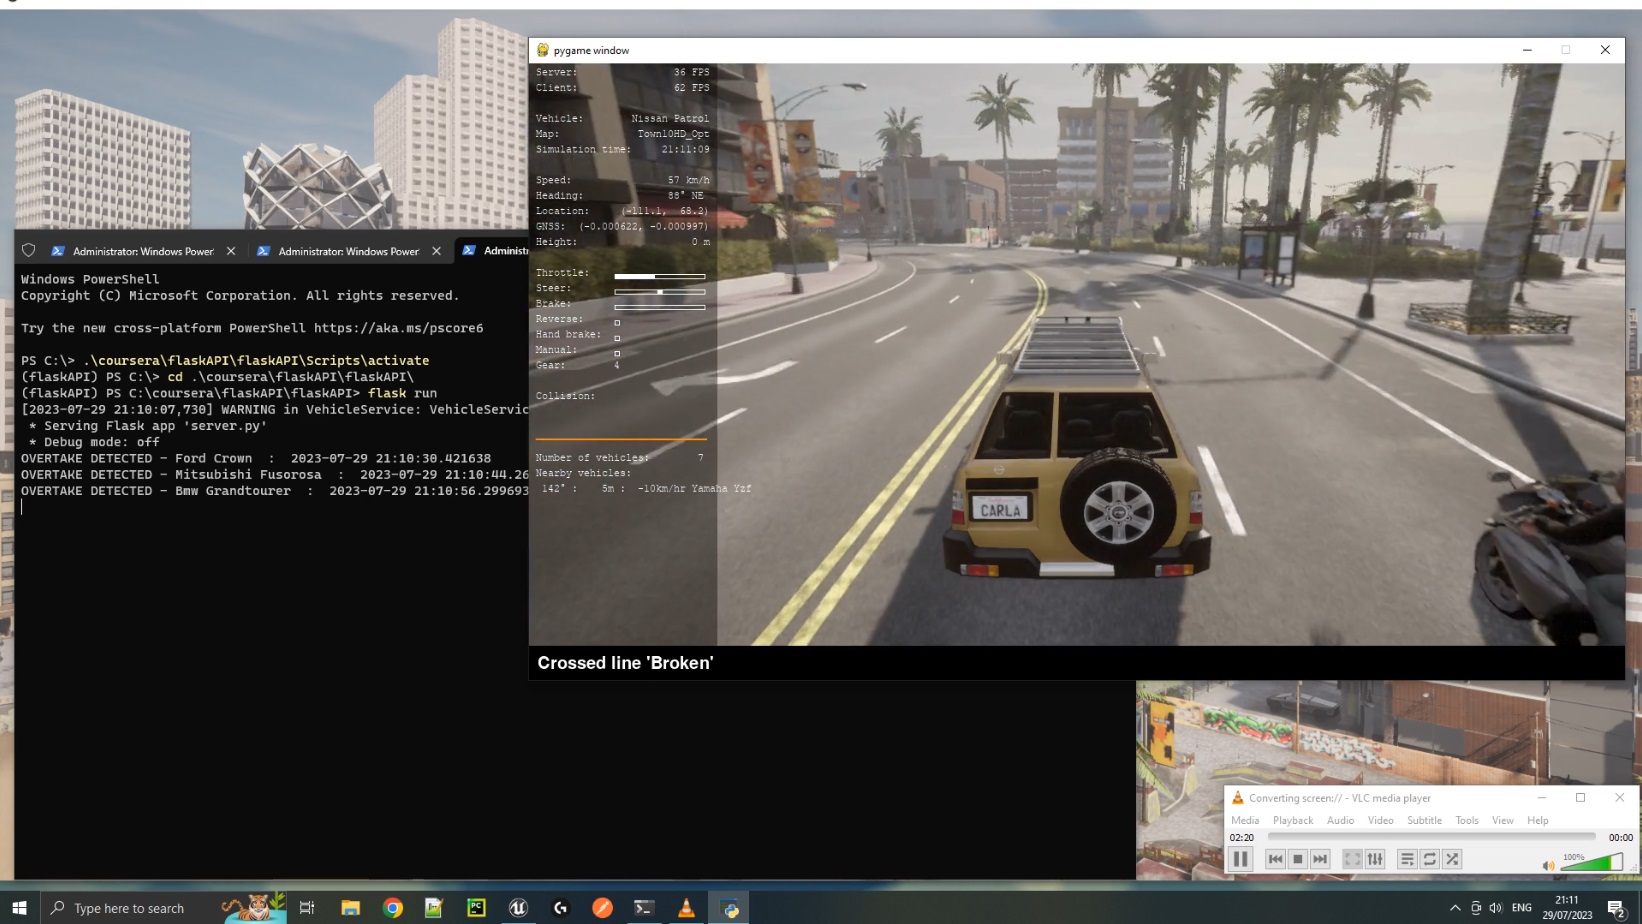 pygame window
Server: 36 FPS
Client: 62 FPS
Vehicle: Nissan Patrol
Map: Town10HD_Opt
Simulation time: 21:11:09
Speed: 57 km/h
Heading: 88° NE
Location: (-111.1, 68.2)
GNSS: (-0.000622, -0.000997)
Height: 0 m
Throttle:
Steer:
Brake:
Reverse:
Hand brake:
Manual:
Gear: 4
Collision:
Number of vehicles: 7
Nearby vehicles:
142° : 5m : -10km/hr Yamaha Yzf
CARLA
Crossed line 'Broken'
Administrator: Windows Power
Administrator: Windows Power
Administ
Windows PowerShell
Copyright (C) Microsoft Corporation. All rights reserved.
Try the new cross-platform PowerShell https://aka.ms/pscore6
PS C:\> .\coursera\flaskAPI\flaskAPI\Scripts\activate
(flaskAPI) PS C:\> cd .\coursera\flaskAPI\flaskAPI\
(flaskAPI) PS C:\coursera\flaskAPI\flaskAPI> flask run
[2023-07-29 21:10:07,730] WARNING in VehicleService: VehicleServic
* Serving Flask app 'server.py'
* Debug mode: off
OVERTAKE DETECTED - Ford Crown : 2023-07-29 21:10:30.421638
OVERTAKE DETECTED - Mitsubishi Fusorosa : 2023-07-29 21:10:44.26
OVERTAKE DETECTED - Bmw Grandtourer : 2023-07-29 21:10:56.299693
Converting screen:// - VLC media player
Media Playback Audio Video Subtitle Tools View Help
02:20 00:00
100%
Type here to search
ENG
21:11
29/07/2023
2